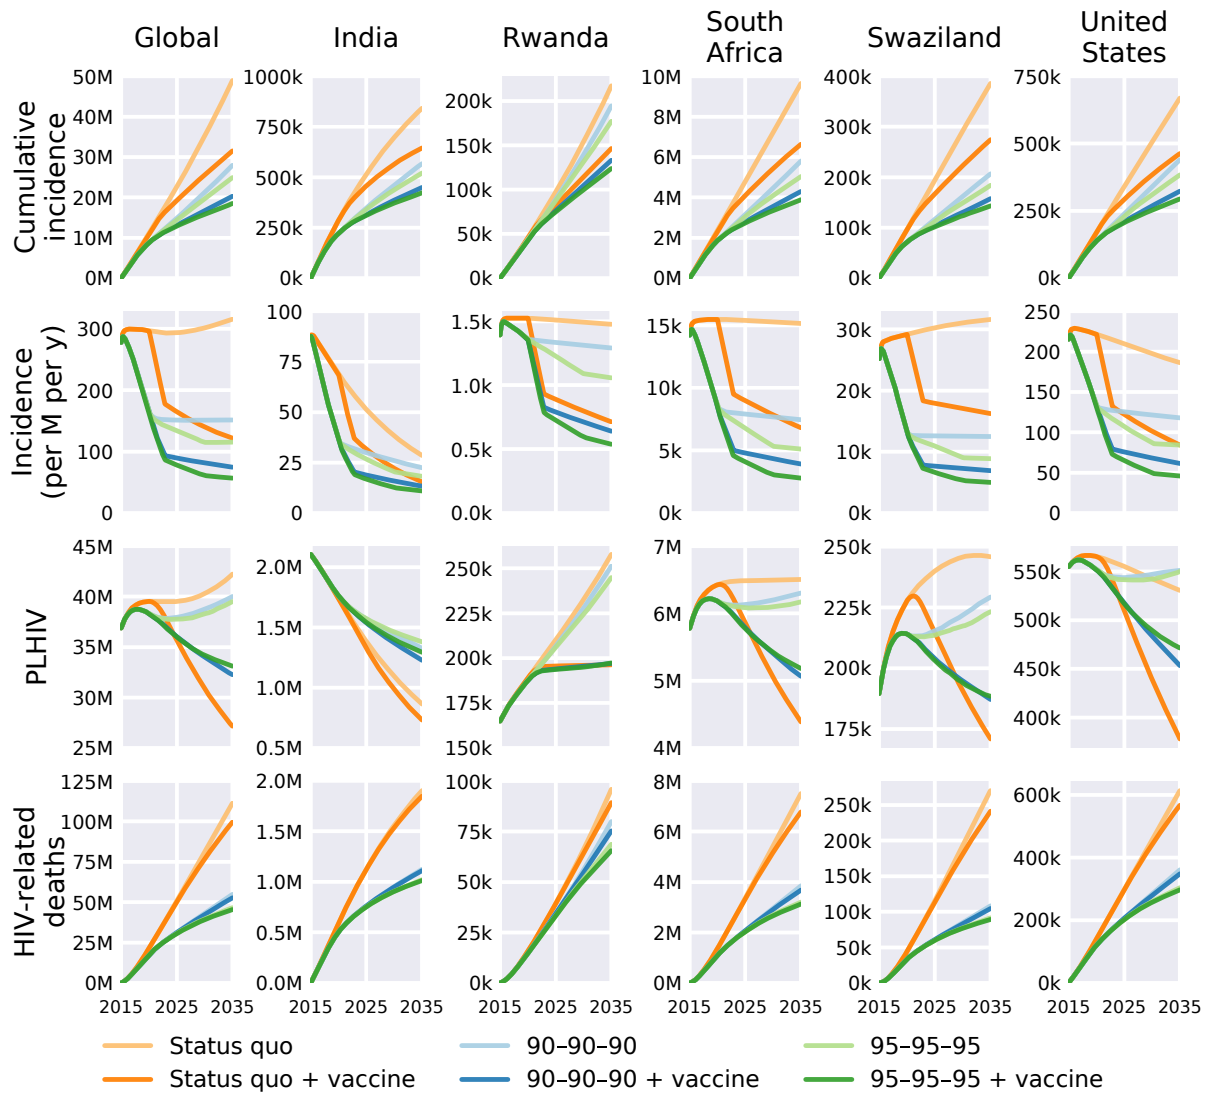 Global
India
Rwanda
South
Africa
Swaziland
United
States
Cumulative
incidence
50M
40M
30M
20M
10M
0M
1000k
750k
500k
250k
0k
200k
150k
100k
50k
0k
10M
8M
6M
4M
2M
0M
400k
300k
200k
100k
0k
750k
500k
250k
0k
Incidence
(per M per y)
300
200
100
0
100
75
50
25
0
1.5k
1.0k
0.5k
0.0k
15k
10k
5k
0k
30k
20k
10k
0k
250
200
150
100
50
0
PLHIV
45M
40M
35M
30M
25M
2.0M
1.5M
1.0M
0.5M
250k
225k
200k
175k
150k
7M
6M
5M
4M
250k
225k
200k
175k
550k
500k
450k
400k
HIV-related
deaths
125M
100M
75M
50M
25M
0M
2.0M
1.5M
1.0M
0.5M
0.0M
100k
75k
50k
25k
0k
8M
6M
4M
2M
0M
250k
200k
150k
100k
50k
0k
600k
400k
200k
0k
2015 2025 2035
2015 2025 2035
2015 2025 2035
2015 2025 2035
2015 2025 2035
2015 2025 2035
Status quo
90–90–90
95–95–95
Status quo + vaccine
90–90–90 + vaccine
95–95–95 + vaccine